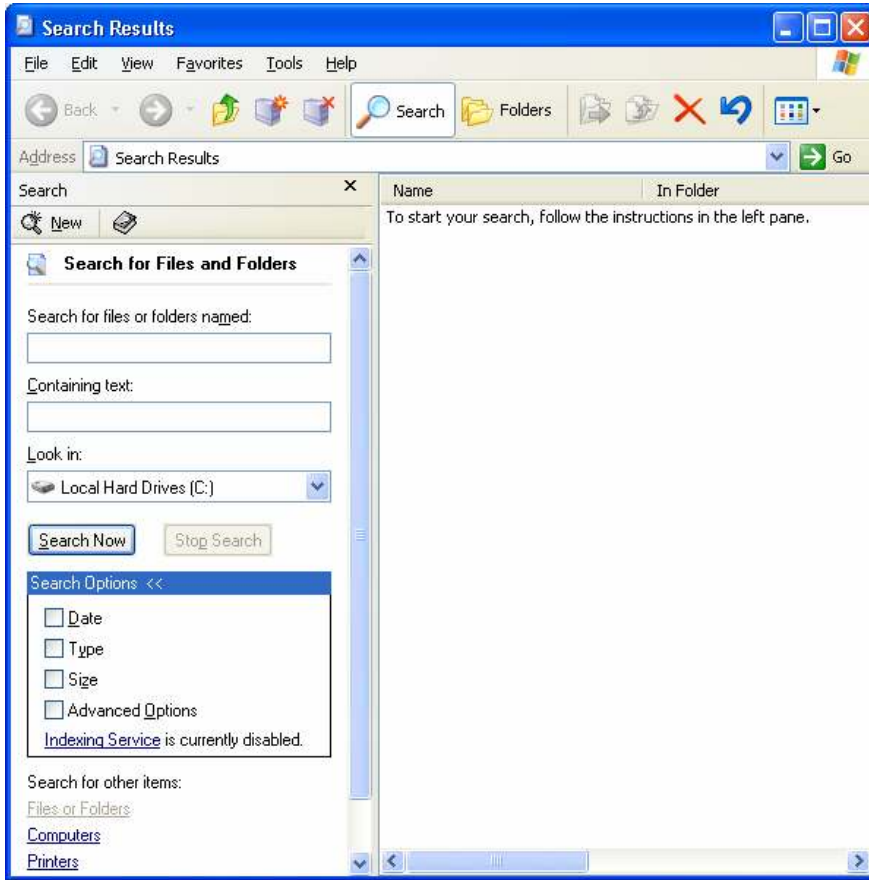 Search Results
File Edit View Favorites Tools Help
Back Search Folders
Address Search Results Go
Search
New
Search for Files and Folders
Search for files or folders named:
Containing text:
Look in:
Local Hard Drives (C:)
Search Now Stop Search
Search Options <<
Date
Type
Size
Advanced Options
Indexing Service is currently disabled.
Search for other items:
Files or Folders
Computers
Printers
Name In Folder
To start your search, follow the instructions in the left pane.